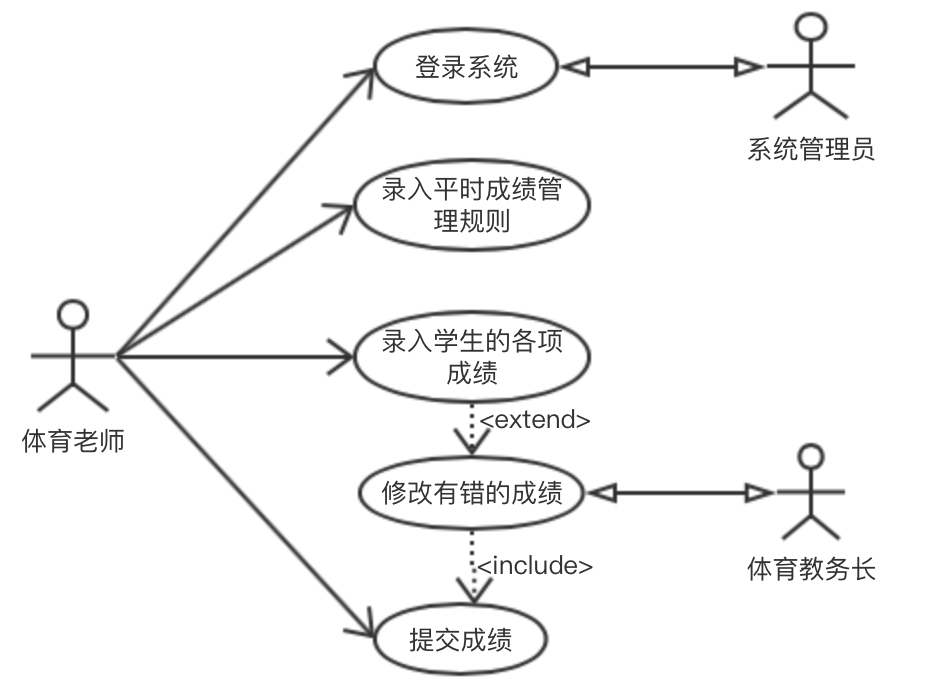 登录系统
系统管理员
录入平时成绩管
理规则
录入学生的各项
成绩
<extend>
体育老师
修改有错的成绩
<include>
体育教务长
提交成绩